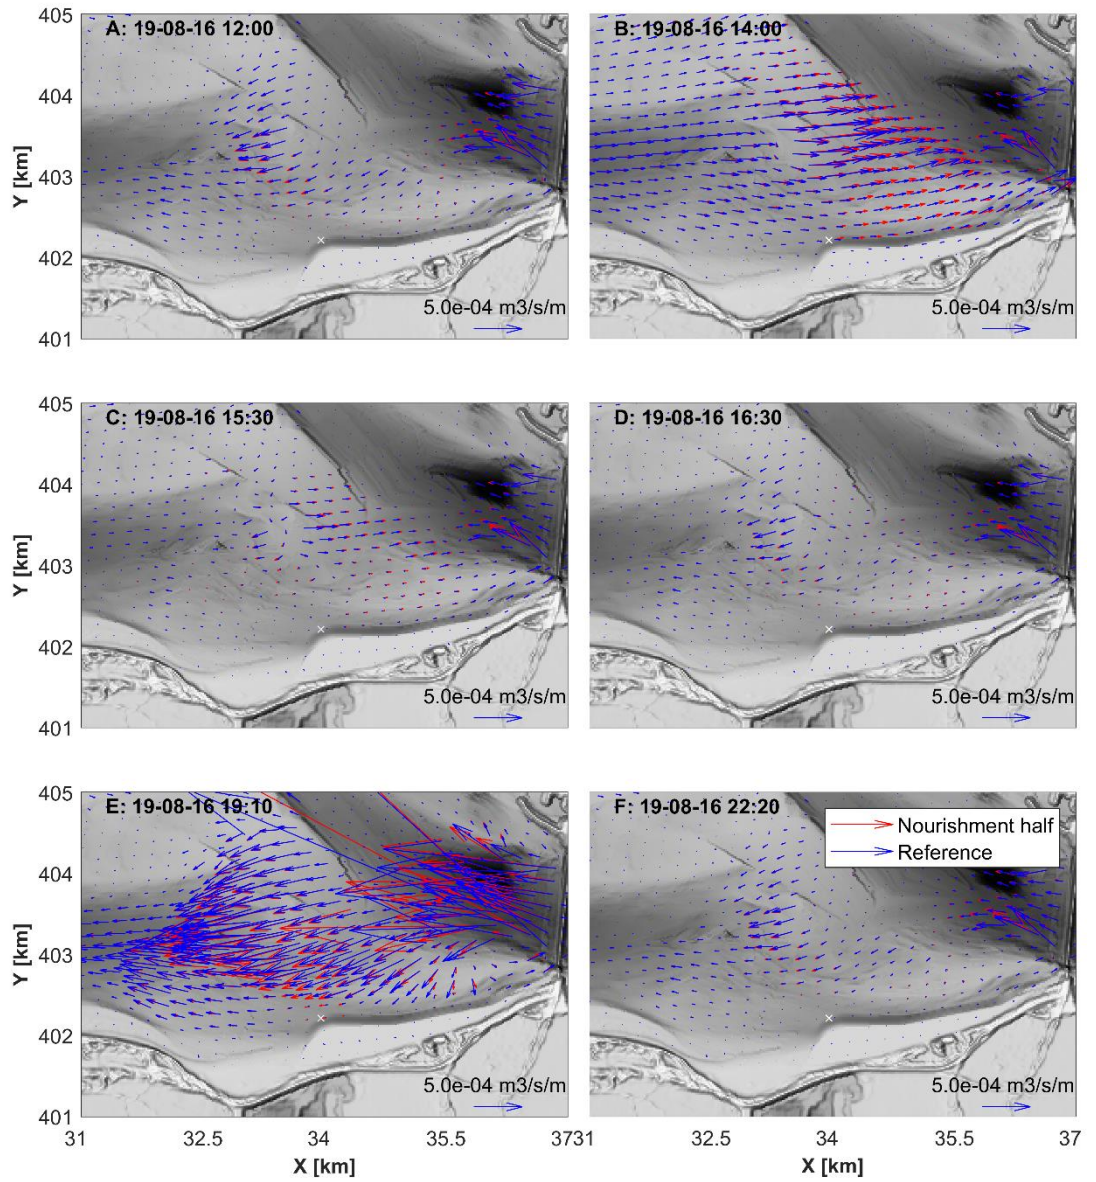 A: 19-08-16 12:00
B: 19-08-16 14:00
405
404
403
402
401
Y [km]
5.0e-04 m3/s/m
5.0e-04 m3/s/m
C: 19-08-16 15:30
D: 19-08-16 16:30
405
404
403
402
401
Y [km]
5.0e-04 m3/s/m
5.0e-04 m3/s/m
E: 19-08-16 19:10
F: 19-08-16 22:20
Nourishment half
Reference
405
404
403
402
401
Y [km]
5.0e-04 m3/s/m
5.0e-04 m3/s/m
31 32.5 34 35.5 37
31 32.5 34 35.5 37
X [km]
X [km]